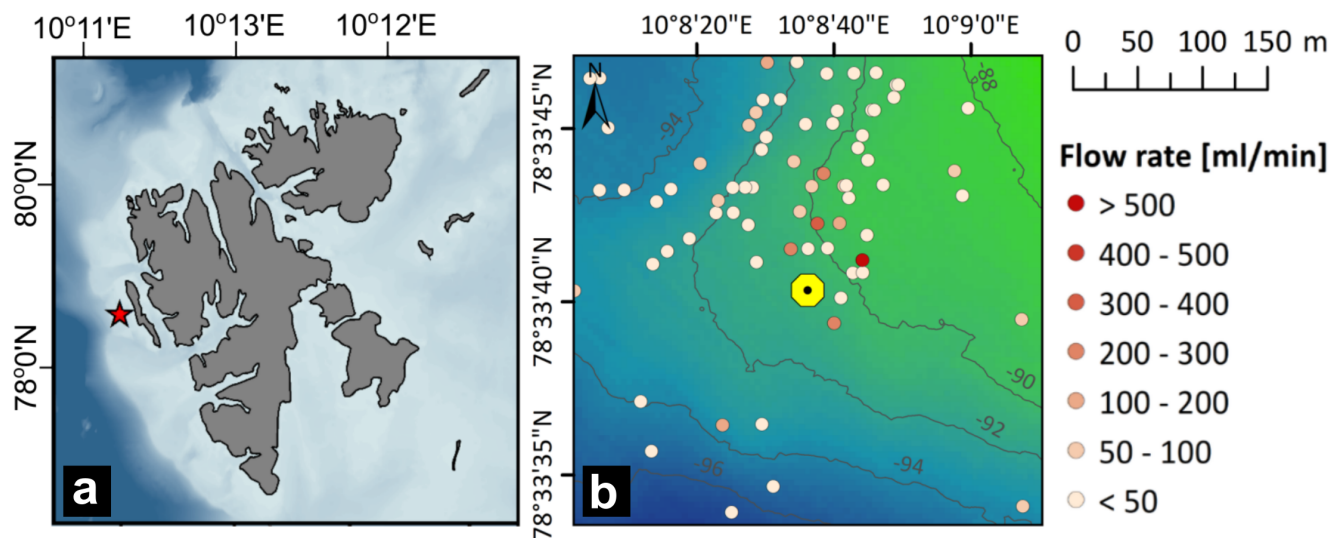 10°11'E 10°13'E 10°12'E
80°0'N
78°0'N
a
10°8'20"E 10°8'40"E 10°9'0"E
78°33'45"N
78°33'40"N
78°33'35"N
N
-94
-88
-90
-92
-94
-96
b
0 50 100 150 m
Flow rate [ml/min]
> 500
400 - 500
300 - 400
200 - 300
100 - 200
50 - 100
< 50